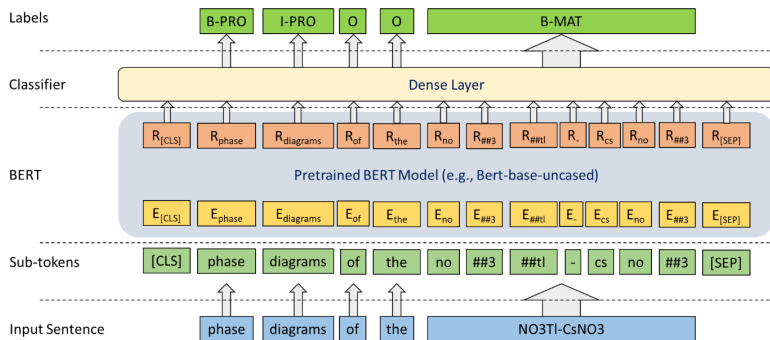 Labels B-PRO I-PRO O O B-MAT
Classifier Dense Layer
R[CLS] Rphase Rdiagrams Rof Rthe Rno R##3 R##tl R- Rcs Rno R##3 R[SEP]
BERT Pretrained BERT Model (e.g., Bert-base-uncased)
E[CLS] Ephase Ediagrams Eof Ethe Eno E##3 E##tl E- Ecs Eno E##3 E[SEP]
Sub-tokens [CLS] phase diagrams of the no ##3 ##tl - cs no ##3 [SEP]
Input Sentence phase diagrams of the NO3Tl-CsNO3